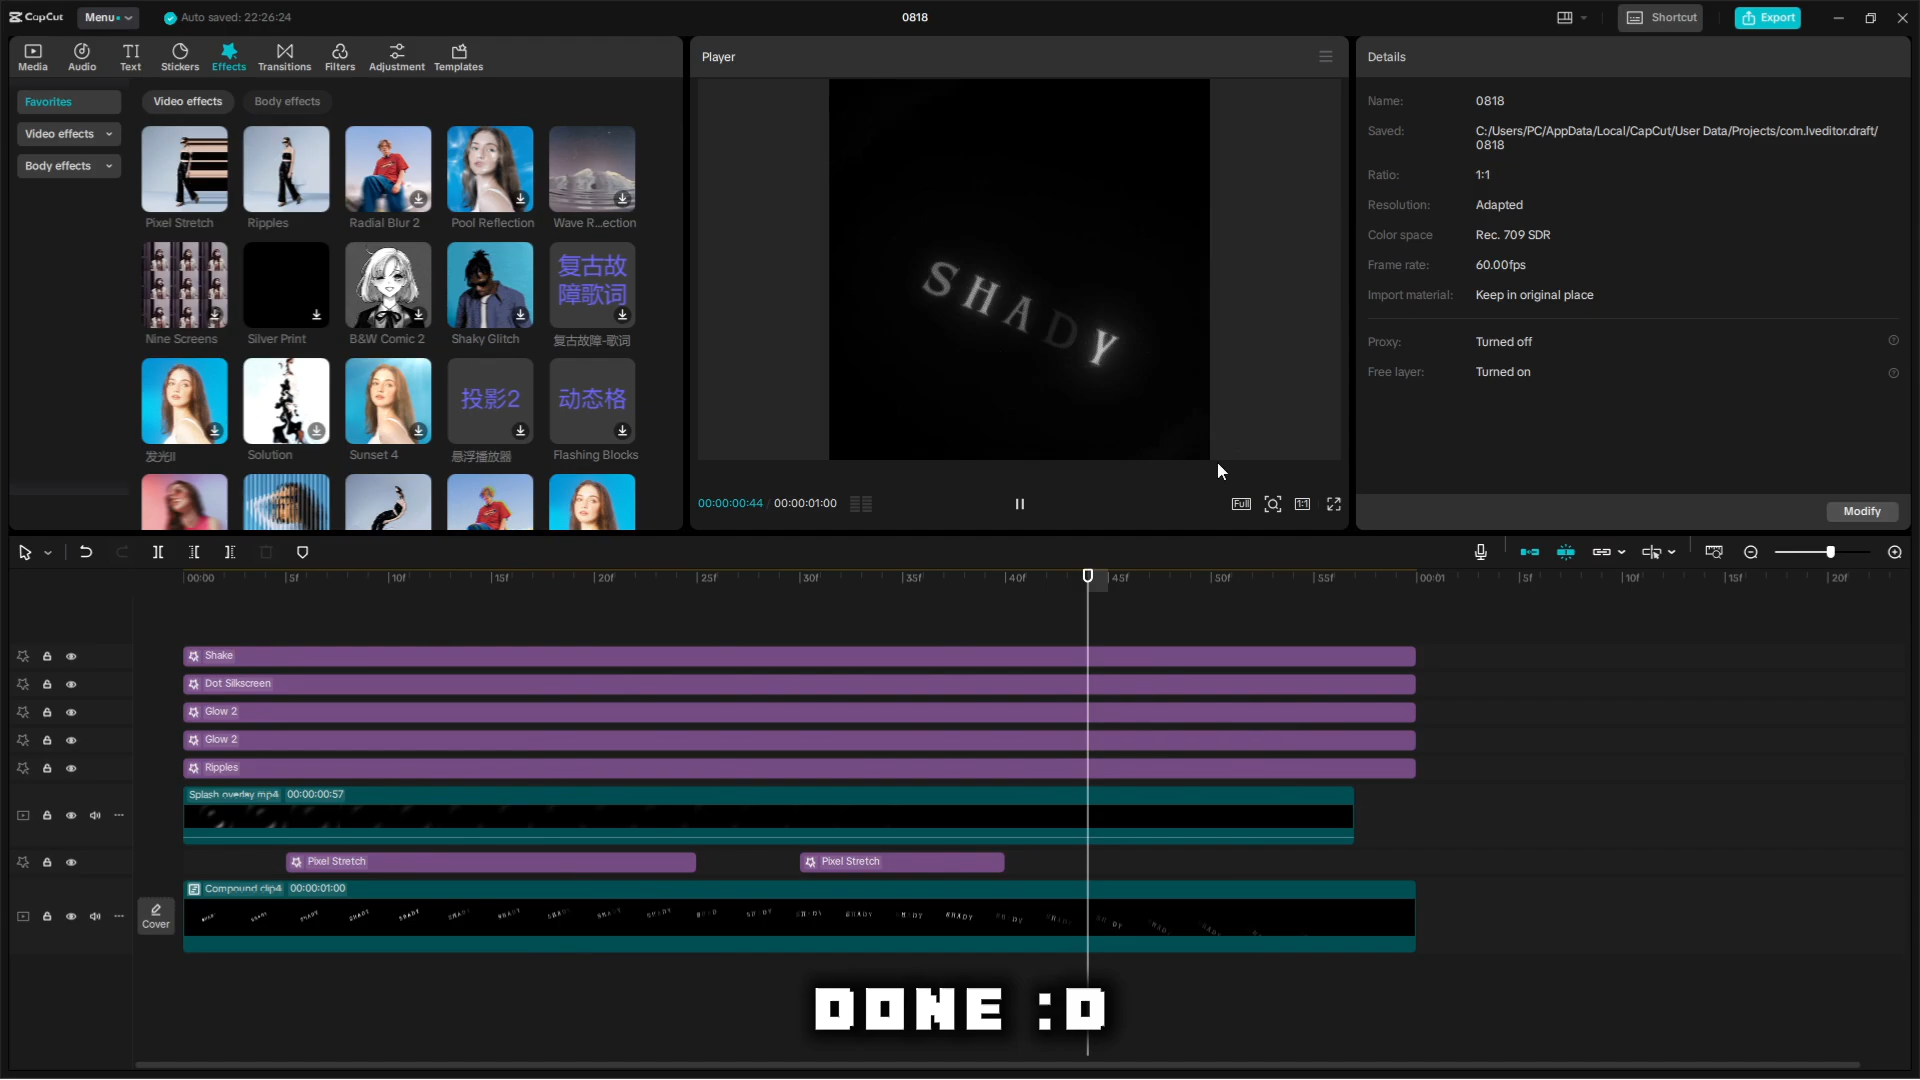 CapCut Menu Auto saved: 22:26:24 0818 Shortcut Export
Media Audio Text Stickers Effects Transitions Filters Adjustment Templates
Favorites
Video effects
Body effects
Video effects Body effects
Pixel Stretch Ripples Radial Blur 2 Pool Reflection Wave R...ection
复古故
障歌词
Nine Screens Silver Print B&W Comic 2 Shaky Glitch 复古故障-歌词
投影2 动态格
发光II Solution Sunset 4 悬浮播放器 Flashing Blocks
Player
SHADY
00:00:00:44 / 00:00:01:00 Full 1:1
Details
Name: 0818
Saved: C:/Users/PC/AppData/Local/CapCut/User Data/Projects/com.lveditor.draft/
0818
Ratio: 1:1
Resolution: Adapted
Color space Rec. 709 SDR
Frame rate: 60.00fps
Import material: Keep in original place
Proxy: Turned off
Free layer: Turned on
Modify
00:00 5f 10f 15f 20f 25f 30f 35f 40f 45f 50f 55f 00:01 5f 10f 15f 20f
Shake
Dot Silkscreen
Glow 2
Glow 2
Ripples
Splash overlay.mp4 00:00:00:57
Pixel Stretch Pixel Stretch
Compound clip4 00:00:01:00
Cover
DONE :D